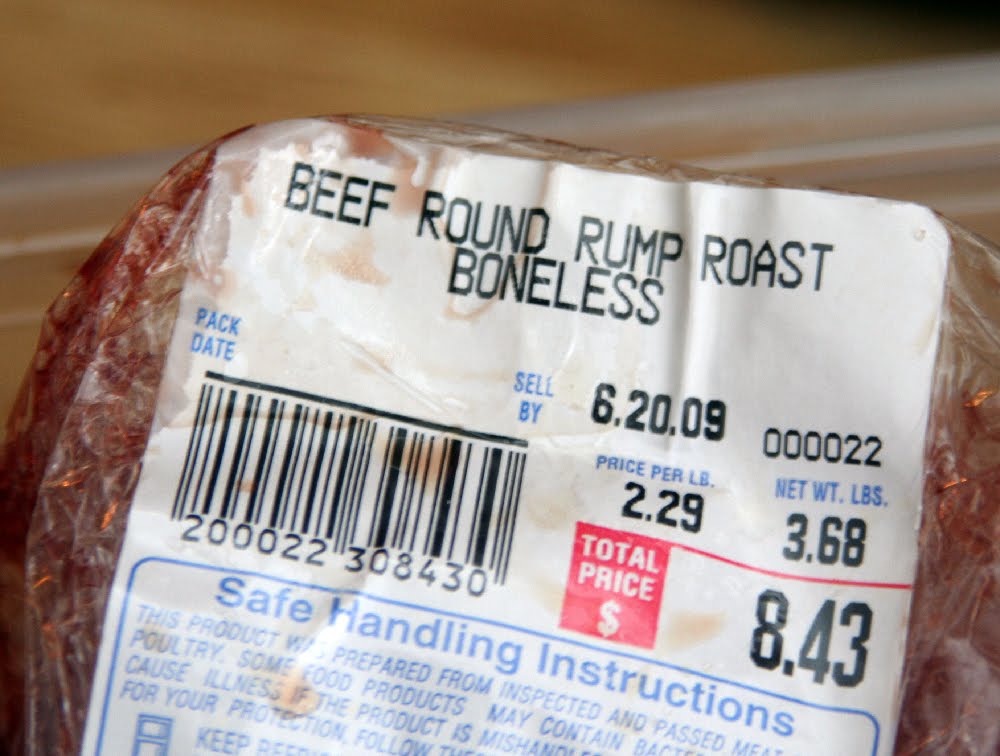 BEEF ROUND RUMP ROAST
BONELESS
PACK
DATE
SELL
BY
6.20.09
000022
PRICE PER LB.
NET WT. LBS.
2.29
3.68
200022 308430
TOTAL
PRICE
$
8.43
Safe Handling Instructions
THIS PRODUCT WAS PREPARED FROM INSPECTED AND PASSED MEAT
POULTRY. SOME FOOD PRODUCTS MAY CONTAIN
CAUSE ILLNESS IF THE PRODUCT IS
FOR YOUR PROTECTION, FOLLOW
KEEP